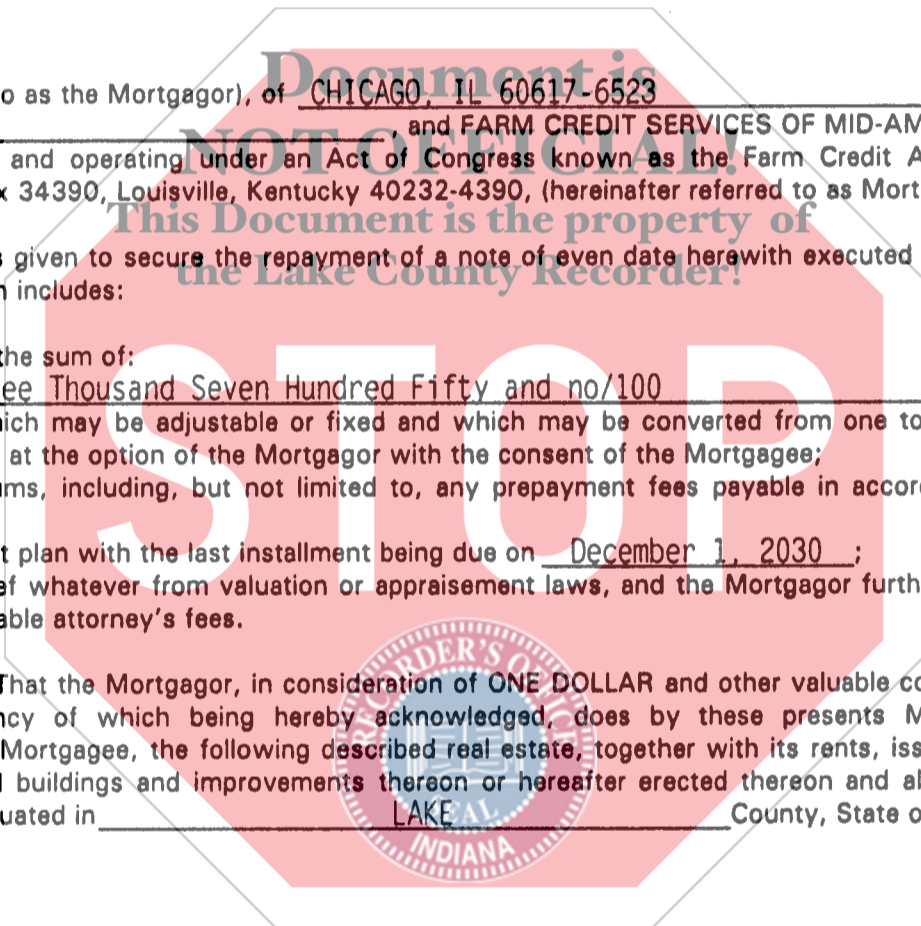 Document is
o as the Mortgagor), of CHICAGO, IL 60617-6523
, and FARM CREDIT SERVICES OF MID-AM
NOT OFFICIAL!
and operating under an Act of Congress known as the Farm Credit A
x 34390, Louisville, Kentucky 40232-4390, (hereinafter referred to as Mort
This Document is the property of
s given to secure the repayment of a note of even date herewith executed
the Lake County Recorder!
n includes:
the sum of:
ee Thousand Seven Hundred Fifty and no/100
ich may be adjustable or fixed and which may be converted from one to
at the option of the Mortgagor with the consent of the Mortgagee;
ms, including, but not limited to, any prepayment fees payable in accor
STOP
t plan with the last installment being due on December 1, 2030 ;
ef whatever from valuation or appraisement laws, and the Mortgagor furth
able attorney's fees.
RECORDER'S OFFICE
That the Mortgagor, in consideration of ONE DOLLAR and other valuable co
ncy of which being hereby acknowledged, does by these presents M
Mortgagee, the following described real estate, together with its rents, iss
l buildings and improvements thereon or hereafter erected thereon and al
uated in LAKE County, State o
SEAL
INDIANA